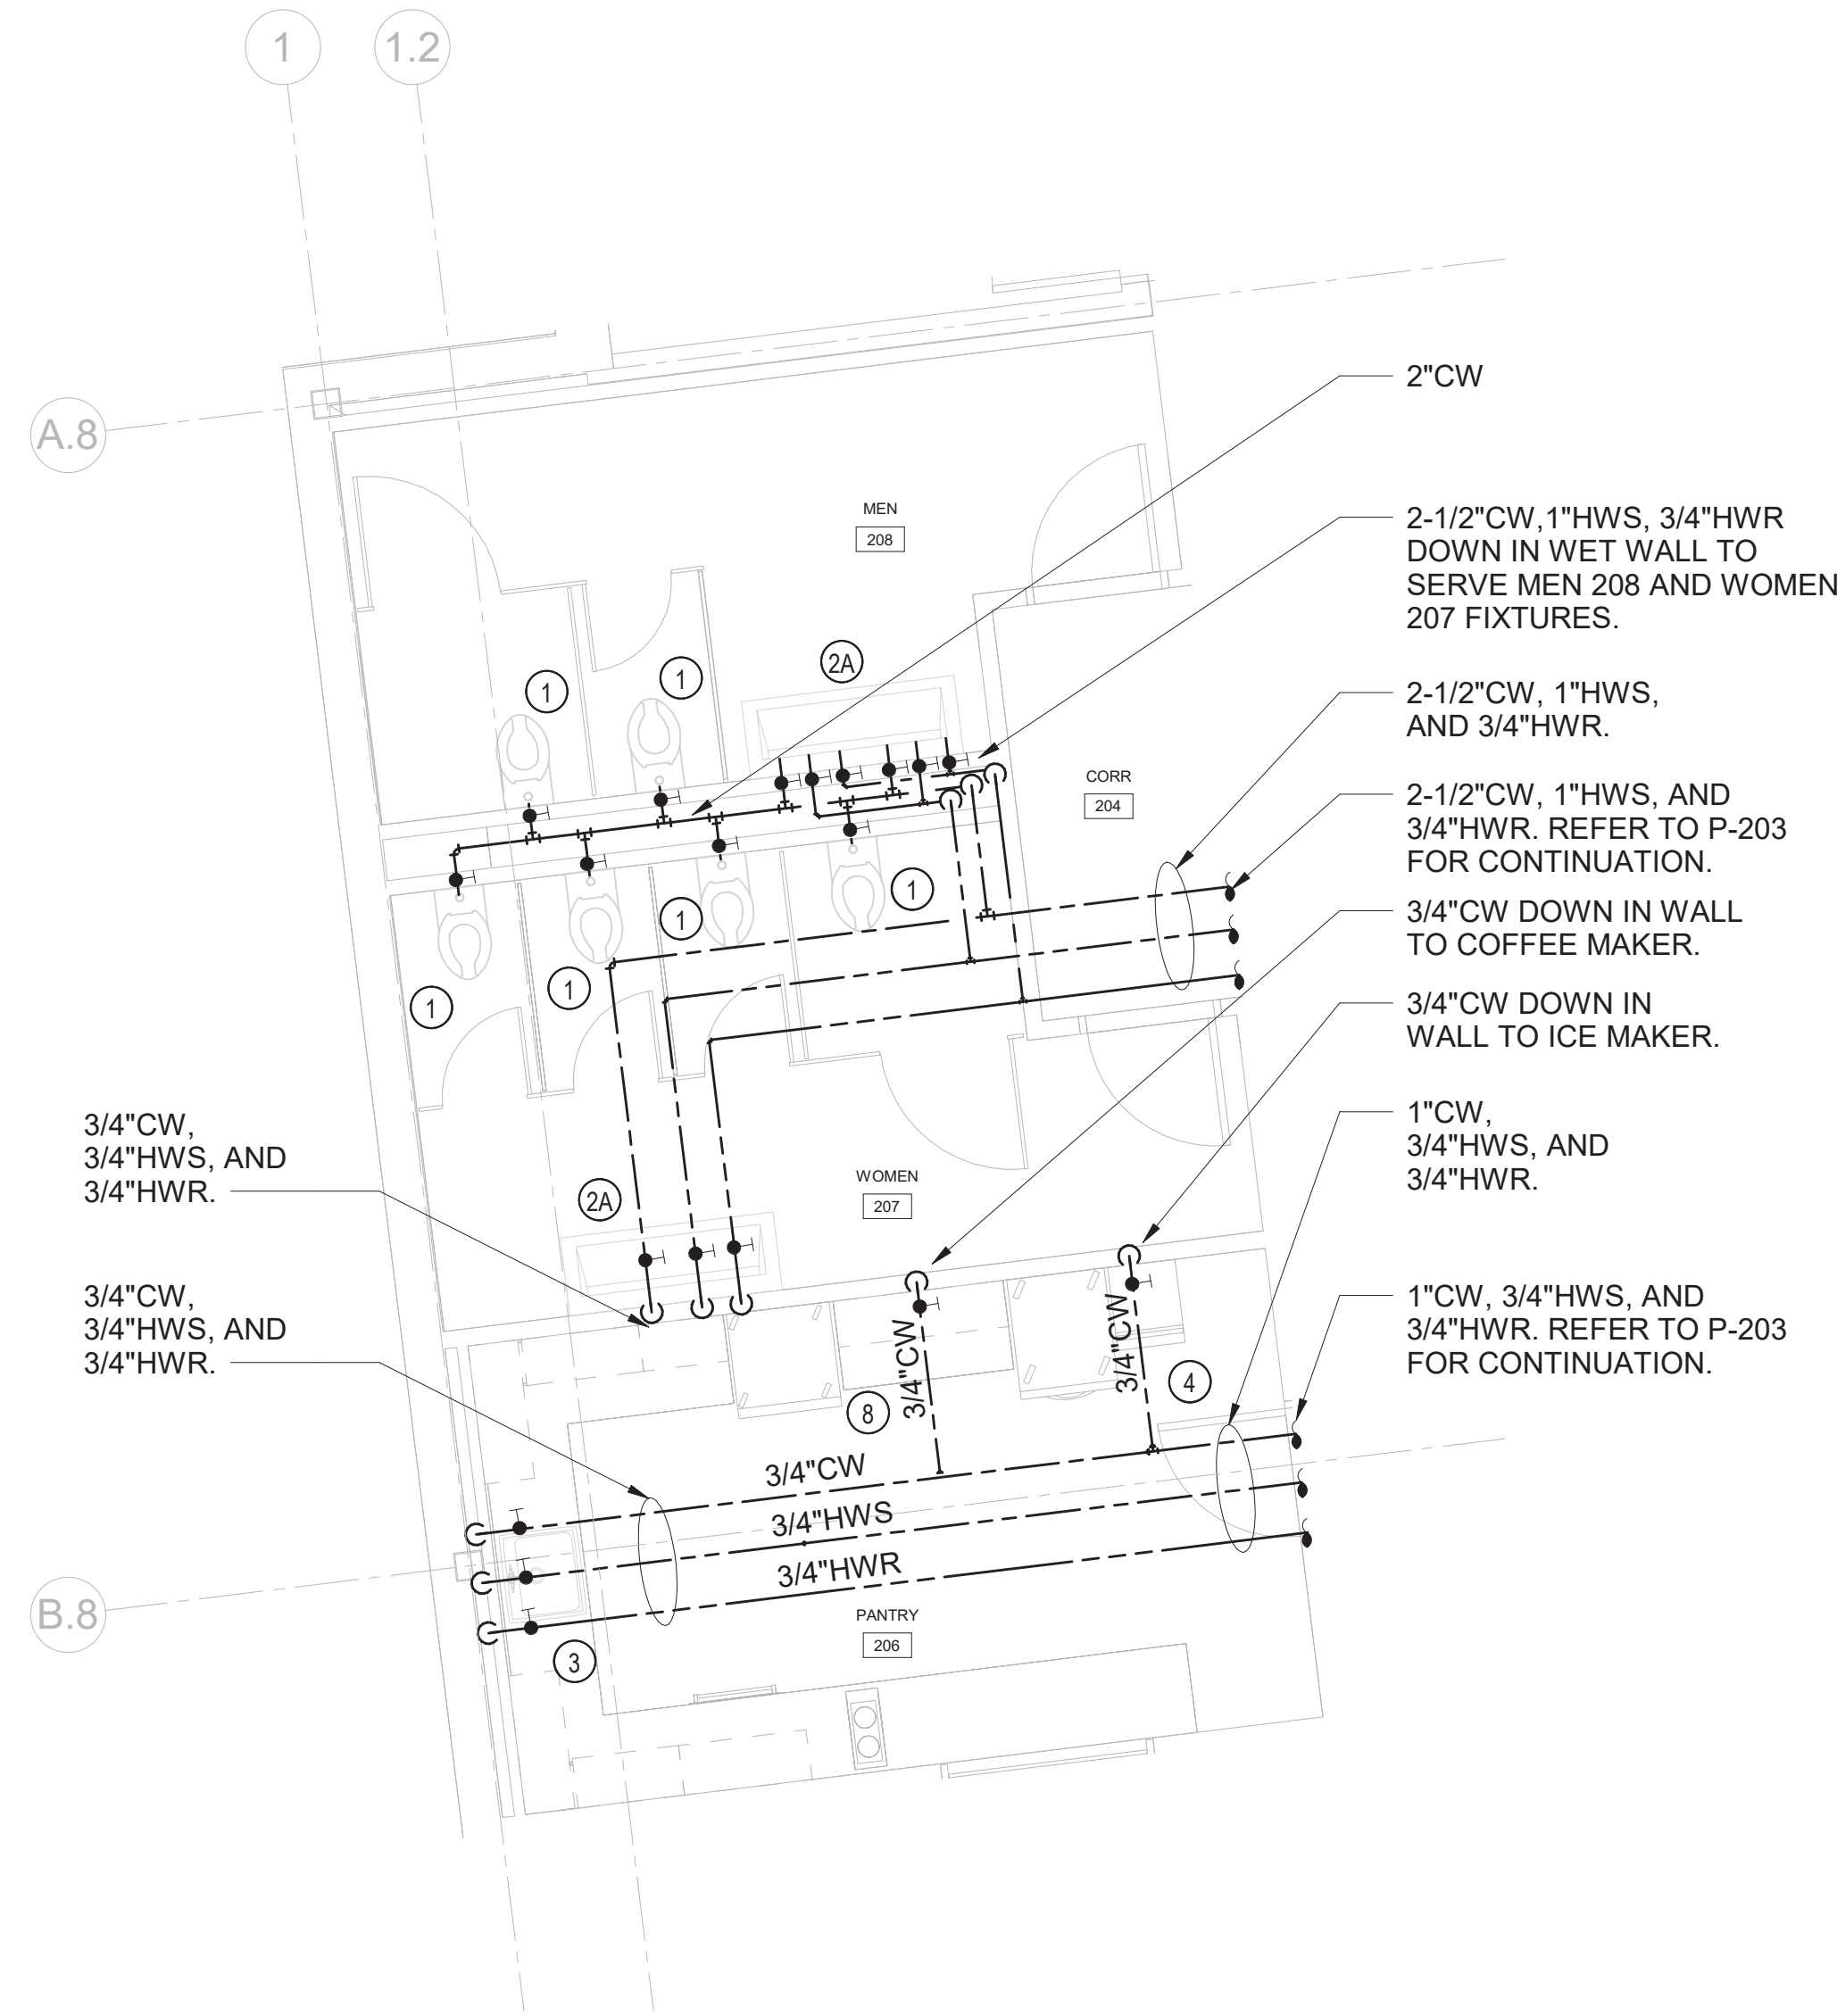 1
1.2
A.8
B.8
2"CW
2-1/2"CW,1"HWS, 3/4"HWR
DOWN IN WET WALL TO
SERVE MEN 208 AND WOMEN
207 FIXTURES.
2-1/2"CW, 1"HWS,
AND 3/4"HWR.
2-1/2"CW, 1"HWS, AND
3/4"HWR. REFER TO P-203
FOR CONTINUATION.
3/4"CW DOWN IN WALL
TO COFFEE MAKER.
3/4"CW DOWN IN
WALL TO ICE MAKER.
1"CW,
3/4"HWS, AND
3/4"HWR.
1"CW, 3/4"HWS, AND
3/4"HWR. REFER TO P-203
FOR CONTINUATION.
3/4"CW,
3/4"HWS, AND
3/4"HWR.
3/4"CW,
3/4"HWS, AND
3/4"HWR.
MEN
208
1
1
2A
CORR
204
1
1
1
1
2A
WOMEN
207
3/4"CW
3/4"CW
8
4
3/4"CW
3/4"HWS
3/4"HWR
3
PANTRY
206